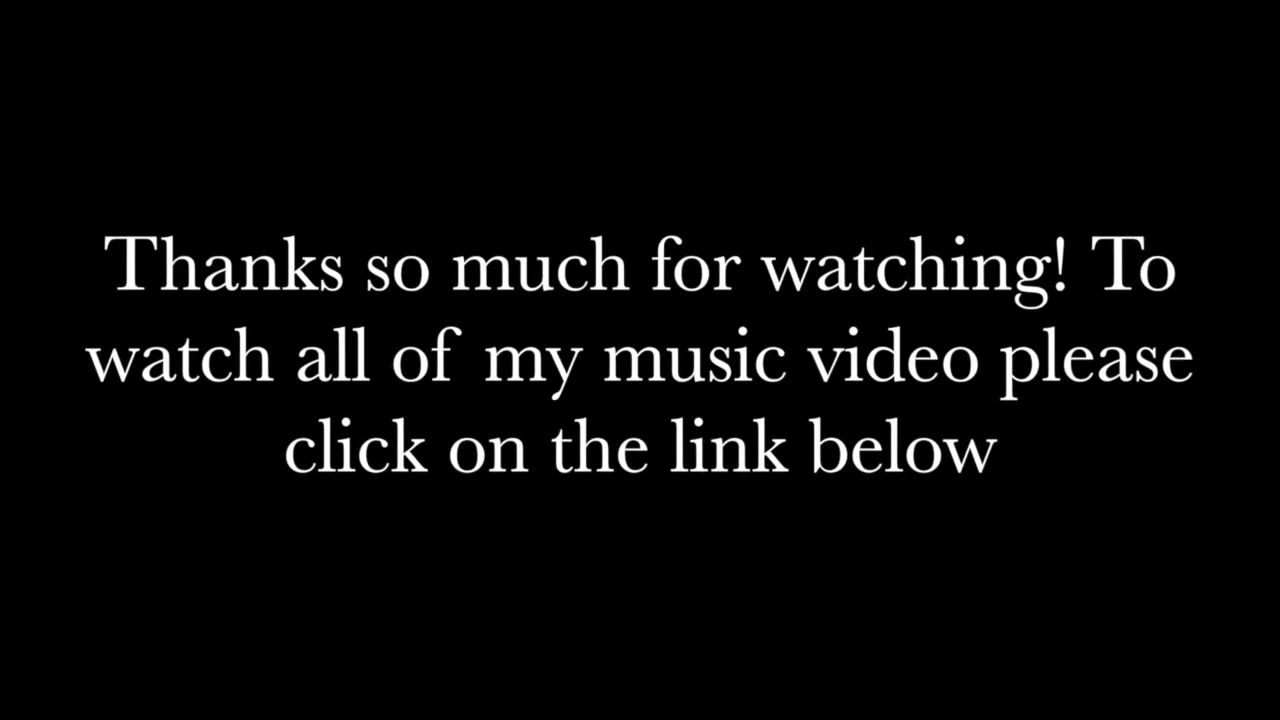 Thanks so much for watching! To
watch all of my music video please
click on the link below